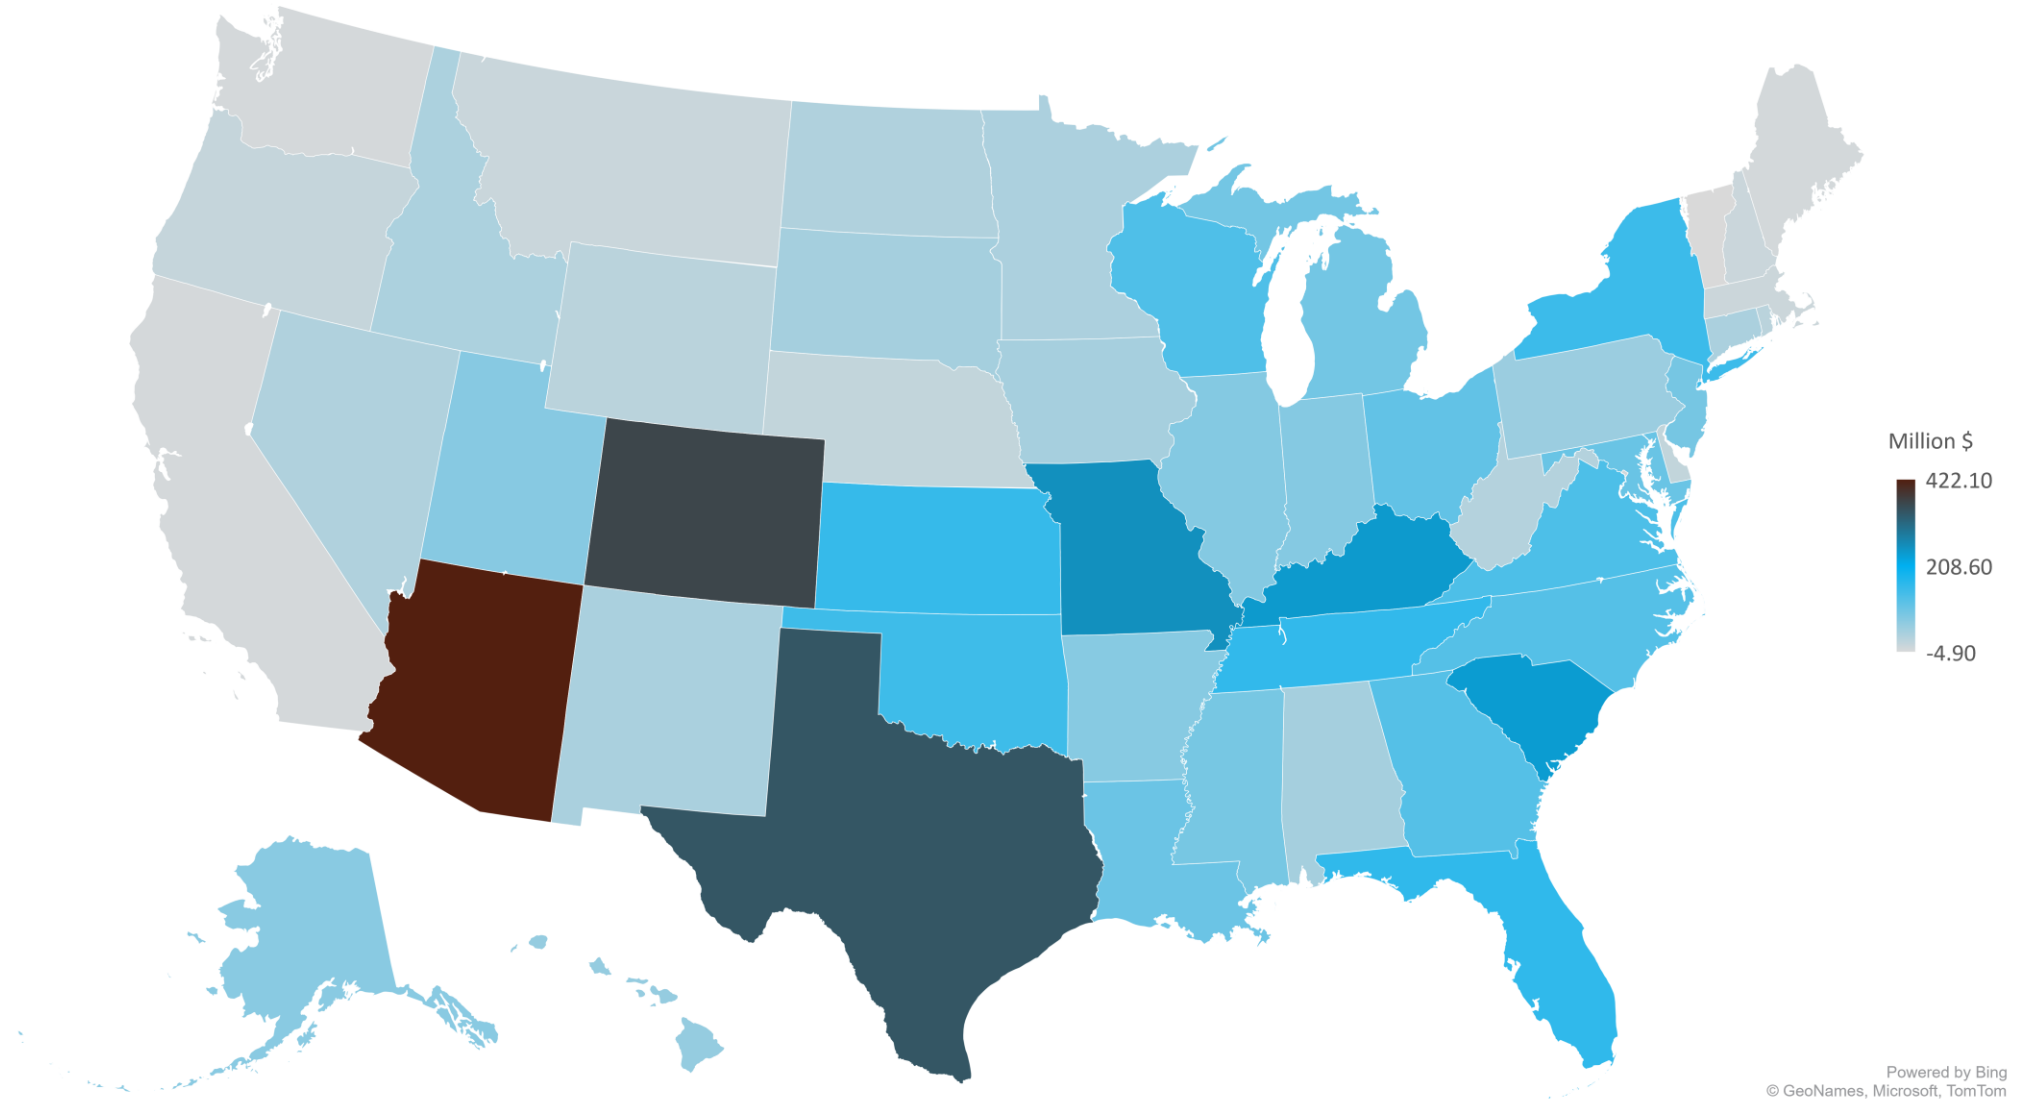 Million $
422.10
208.60
-4.90
Powered by Bing
© GeoNames, Microsoft, TomTom